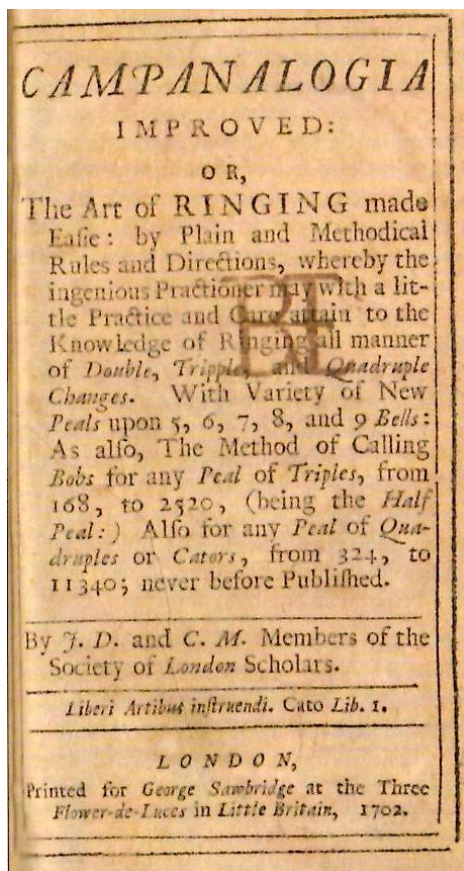 CAMPANALOGIA
IMPROVED:
OR,
The Art of RINGING made
Eaſie: by Plain and Methodical
Rules and Directions, whereby the
ingenious Practioner may with a lit-
tle Practice and Care attain to the
Knowledge of Ringing all manner
of Double, Tripple, and Quadruple
Changes. With Variety of New
Peals upon 5, 6, 7, 8, and 9 Bells:
As alſo, The Method of Calling
Bobs for any Peal of Triples, from
168, to 2520, (being the Half
Peal:) Alſo for any Peal of Qua-
druples or Cators, from 324, to
11340; never before Publiſhed.
By J. D. and C. M. Members of the
Society of London Scholars.
Liberi Artibus inſtruendi. Cato Lib. 1.
LONDON,
Printed for George Sawbridge at the Three
Flower-de-Luces in Little Britain, 1702.